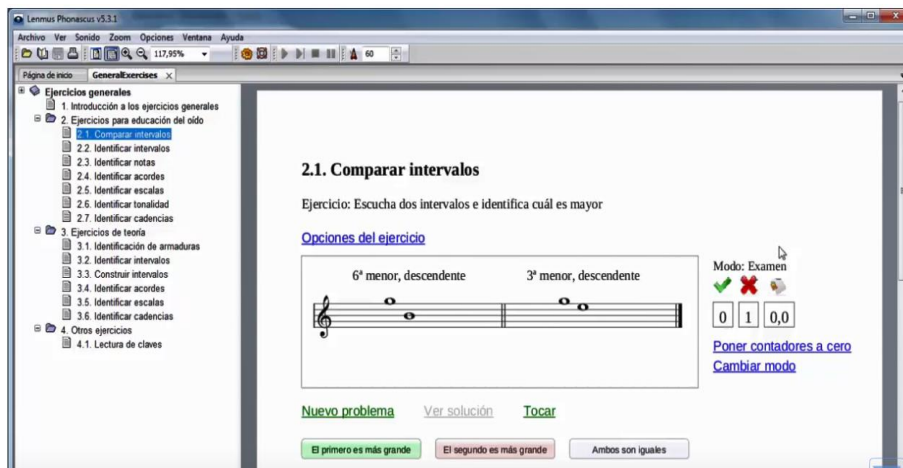 Lenmus Phonascus v5.3.1
Archivo Ver Sonido Zoom Opciones Ventana Ayuda
117,95% 60
Página de inicio GeneralExercises
Ejercicios generales
1. Introducción a los ejercicios generales
2. Ejercicios para educación del oído
2.1. Comparar intervalos
2.2. Identificar intervalos
2.3. Identificar notas
2.4. Identificar acordes
2.5. Identificar escalas
2.6. Identificar tonalidad
2.7. Identificar cadencias
3. Ejercicios de teoría
3.1. Identificación de armaduras
3.2. Identificar intervalos
3.3. Construir intervalos
3.4. Identificar acordes
3.5. Identificar escalas
3.6. Identificar cadencias
4. Otros ejercicios
4.1. Lectura de claves
2.1. Comparar intervalos
Ejercicio: Escucha dos intervalos e identifica cuál es mayor
Opciones del ejercicio
6ª menor, descendente 3ª menor, descendente
Modo: Examen
0 1 0,0
Poner contadores a cero
Cambiar modo
Nuevo problema Ver solución Tocar
El primero es más grande El segundo es más grande Ambos son iguales